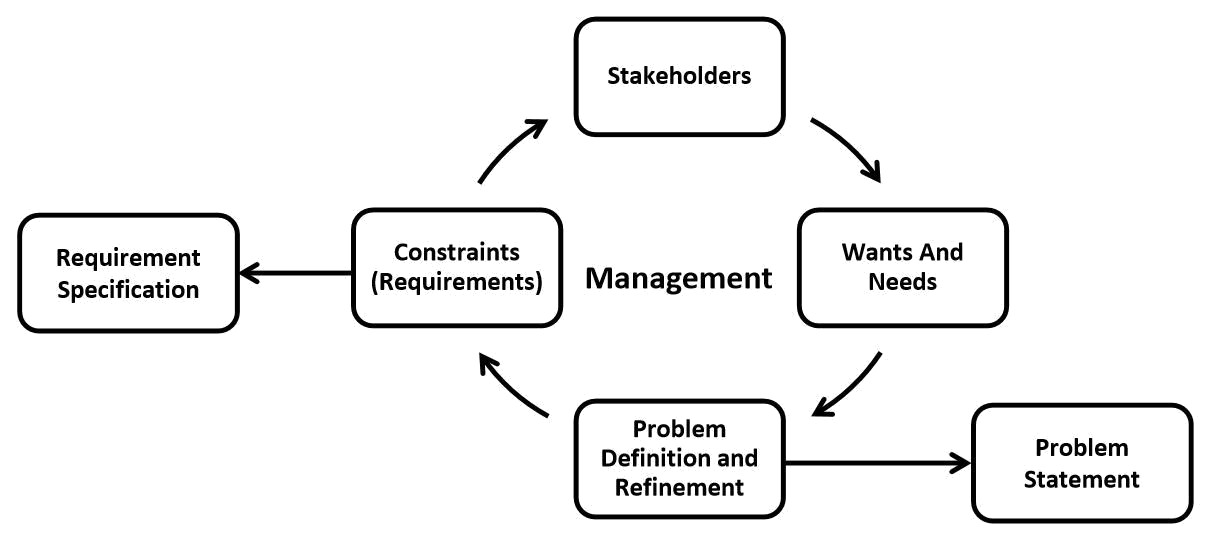 Stakeholders
Requirement
Specification
Constraints
(Requirements)
Management
Wants And
Needs
Problem
Definition and
Refinement
Problem
Statement